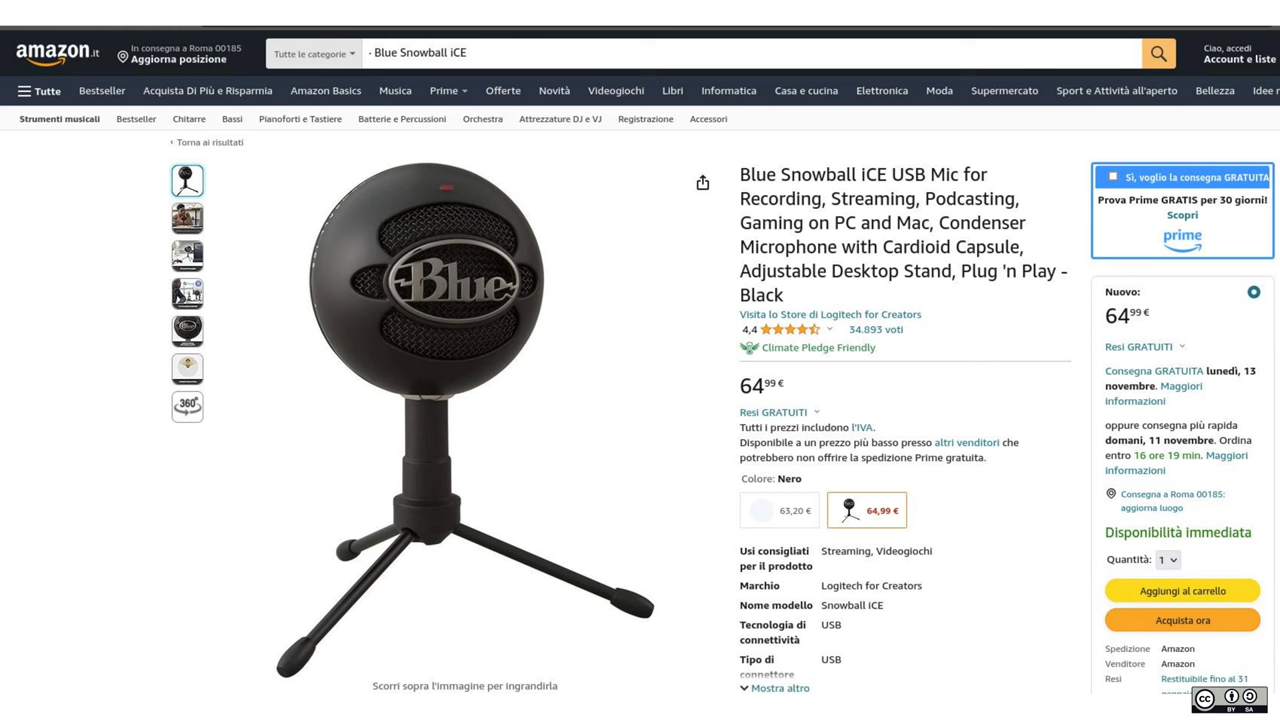 amazon.it
In consegna a Roma 00185
Aggiorna posizione
Tutte le categorie
· Blue Snowball iCE
Ciao, accedi
Account e liste
Tutte
Bestseller
Acquista Di Più e Risparmia
Amazon Basics
Musica
Prime
Offerte
Novità
Videogiochi
Libri
Informatica
Casa e cucina
Elettronica
Moda
Supermercato
Sport e Attività all'aperto
Bellezza
Idee r
Strumenti musicali
Bestseller
Chitarre
Bassi
Pianoforti e Tastiere
Batterie e Percussioni
Orchestra
Attrezzature DJ e VJ
Registrazione
Accessori
‹ Torna ai risultati
360°
Blue
Scorri sopra l'immagine per ingrandirla
Blue Snowball iCE USB Mic for
Recording, Streaming, Podcasting,
Gaming on PC and Mac, Condenser
Microphone with Cardioid Capsule,
Adjustable Desktop Stand, Plug 'n Play -
Black
Visita lo Store di Logitech for Creators
4,4
34.893 voti
Climate Pledge Friendly
64,99 €
Resi GRATUITI
Tutti i prezzi includono l'IVA.
Disponibile a un prezzo più basso presso altri venditori che
potrebbero non offrire la spedizione Prime gratuita.
Colore: Nero
63,20 €
64,99 €
Usi consigliati per il prodotto Streaming, Videogiochi
Marchio Logitech for Creators
Nome modello Snowball iCE
Tecnologia di connettività USB
Tipo di connettore USB
Mostra altro
Sì, voglio la consegna GRATUITA
Prova Prime GRATIS per 30 giorni!
Scopri
prime
Nuovo:
64,99 €
Resi GRATUITI
Consegna GRATUITA lunedì, 13
novembre. Maggiori
informazioni
oppure consegna più rapida
domani, 11 novembre. Ordina
entro 16 ore 19 min. Maggiori
informazioni
Consegna a Roma 00185:
aggiorna luogo
Disponibilità immediata
Quantità: 1
Aggiungi al carrello
Acquista ora
Spedizione Amazon
Venditore Amazon
Resi Restituibile fino al 31
cc BY SA